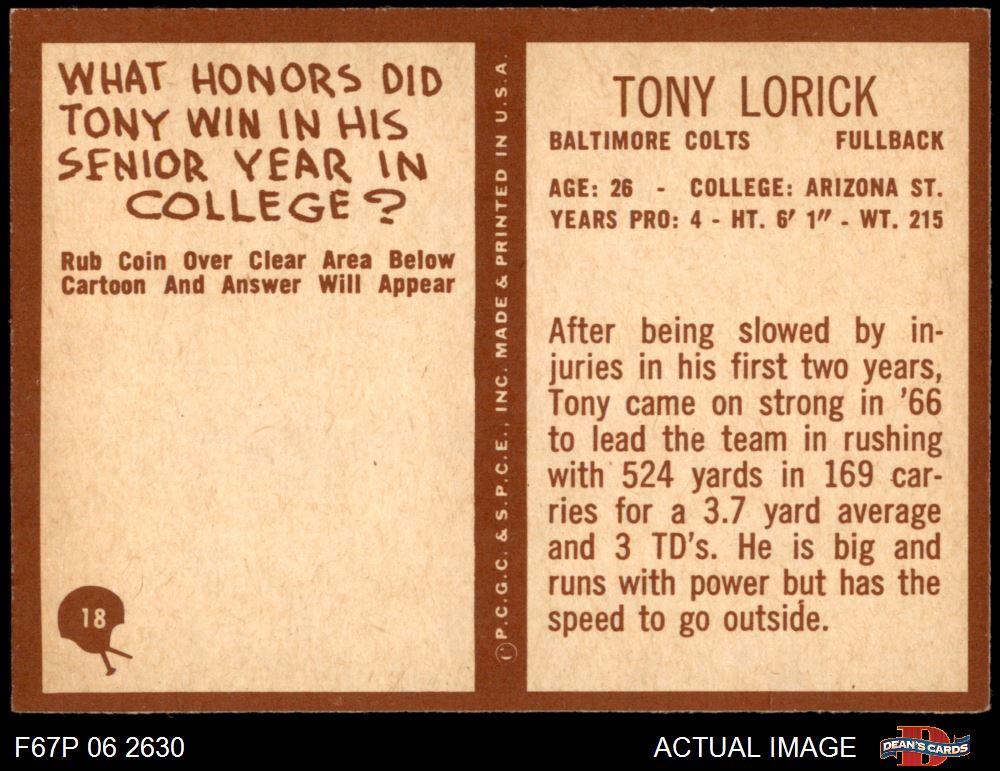 WHAT HONORS DID
TONY WIN IN HIS
SENIOR YEAR IN
COLLEGE?
Rub Coin Over Clear Area Below
Cartoon And Answer Will Appear
18
©P.C.G.C. & S.P.C.E., INC. MADE & PRINTED IN U.S.A.
TONY LORICK
BALTIMORE COLTS FULLBACK
AGE: 26 - COLLEGE: ARIZONA ST.
YEARS PRO: 4 - HT. 6' 1" - WT. 215
After being slowed by in-
juries in his first two years,
Tony came on strong in '66
to lead the team in rushing
with 524 yards in 169 car-
ries for a 3.7 yard average
and 3 TD's. He is big and
runs with power but has the
speed to go outside.
F67P 06 2630
ACTUAL IMAGE
DEAN'S CARDS